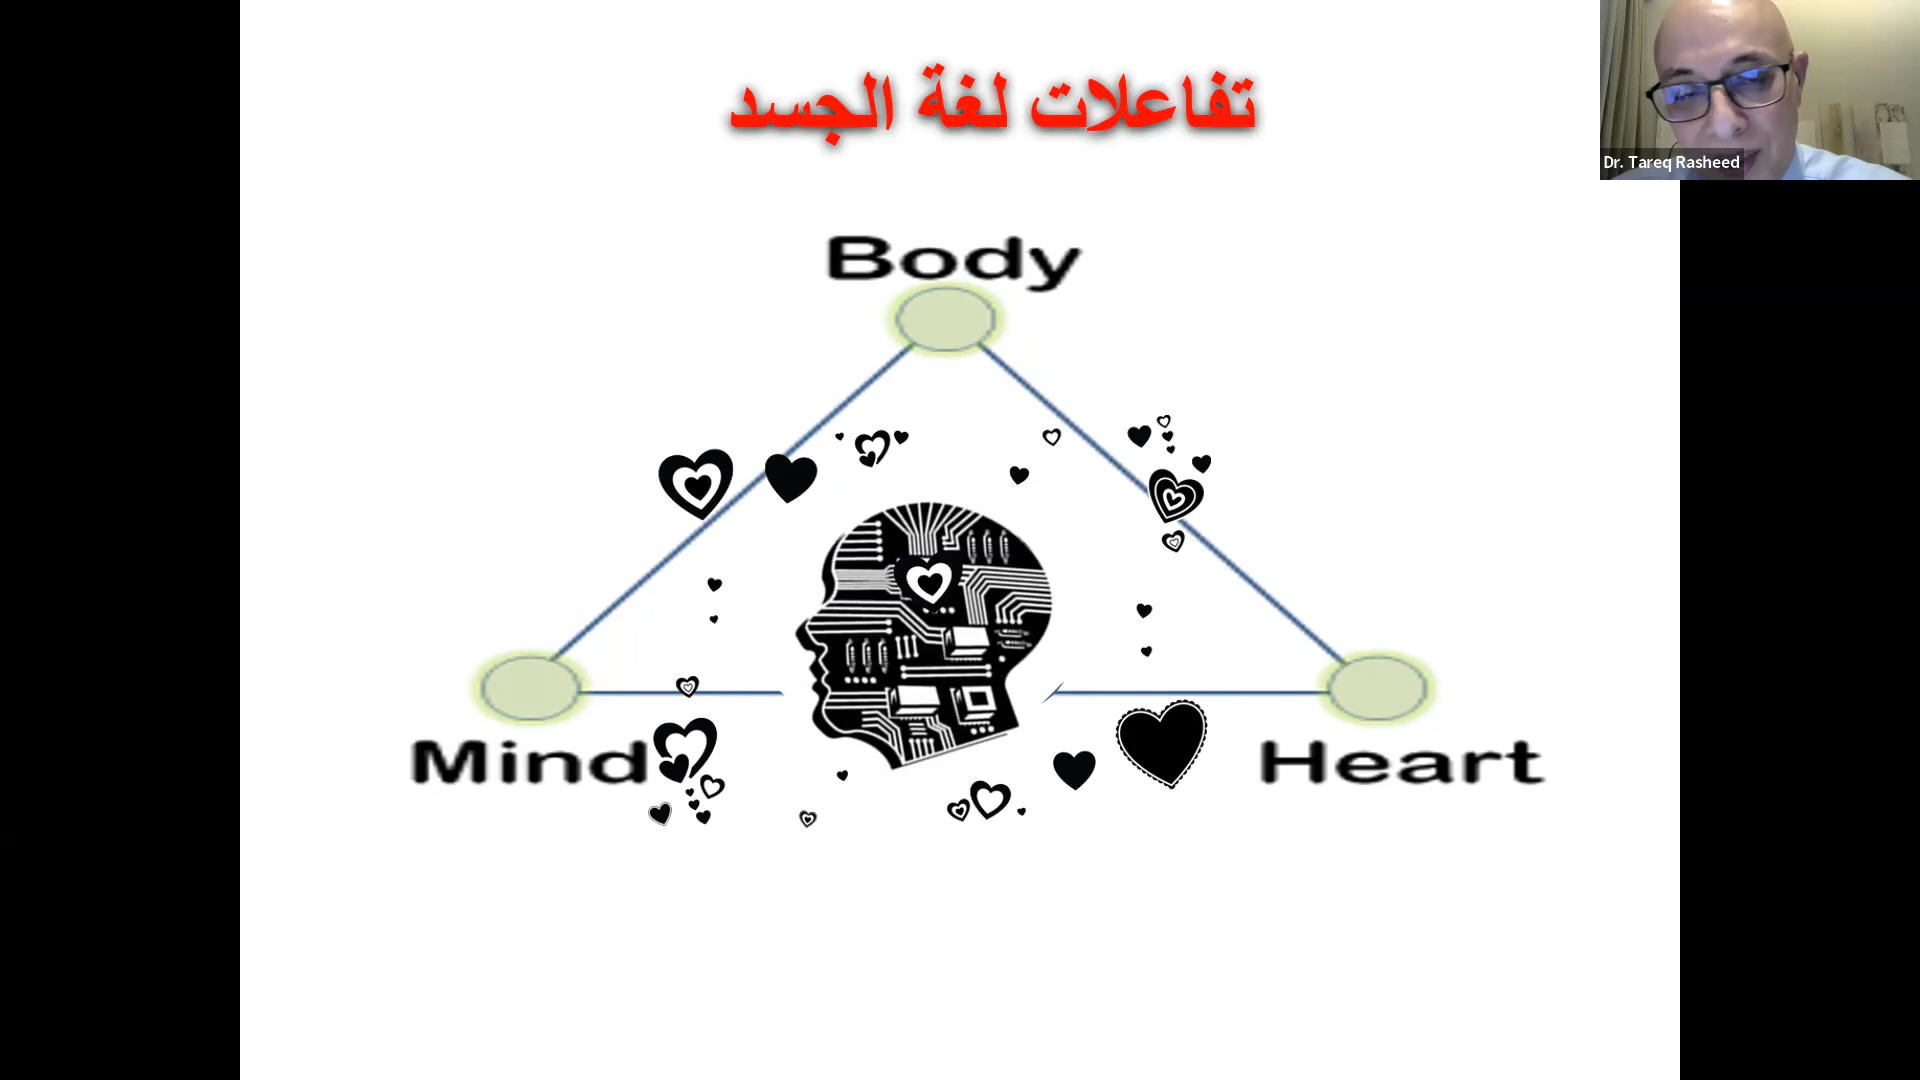 تفاعلات لغة الجسد
Dr. Tareq Rasheed
Body
Mind
Heart